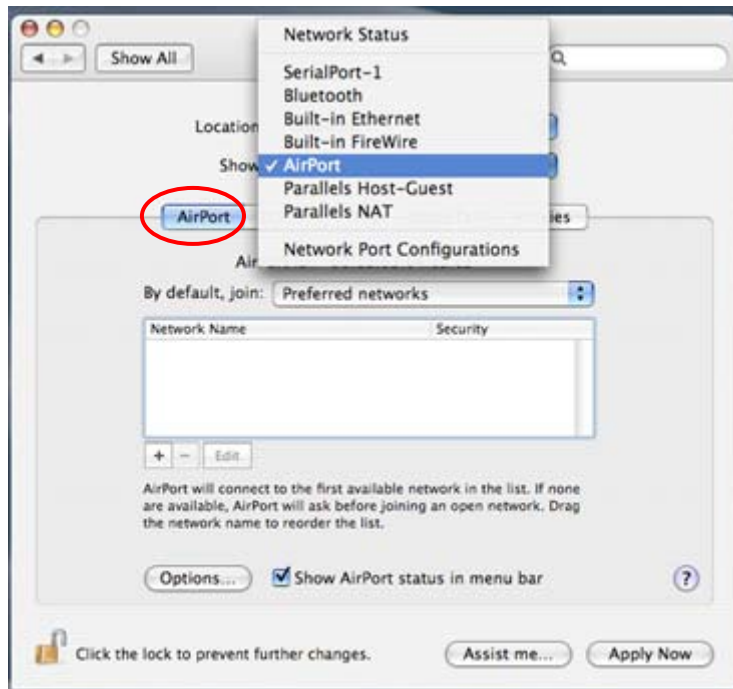 Network Status
Show All
SerialPort-1
Bluetooth
Built-in Ethernet
Location
Built-in FireWire
Show ✓ AirPort
Parallels Host-Guest
Parallels NAT
AirPort
ies
Network Port Configurations
Air
By default, join: Preferred networks
Network Name Security
+ - Edit
AirPort will connect to the first available network in the list. If none
are available, AirPort will ask before joining an open network. Drag
the network name to reorder the list.
Options... Show AirPort status in menu bar ?
Click the lock to prevent further changes. Assist me... Apply Now